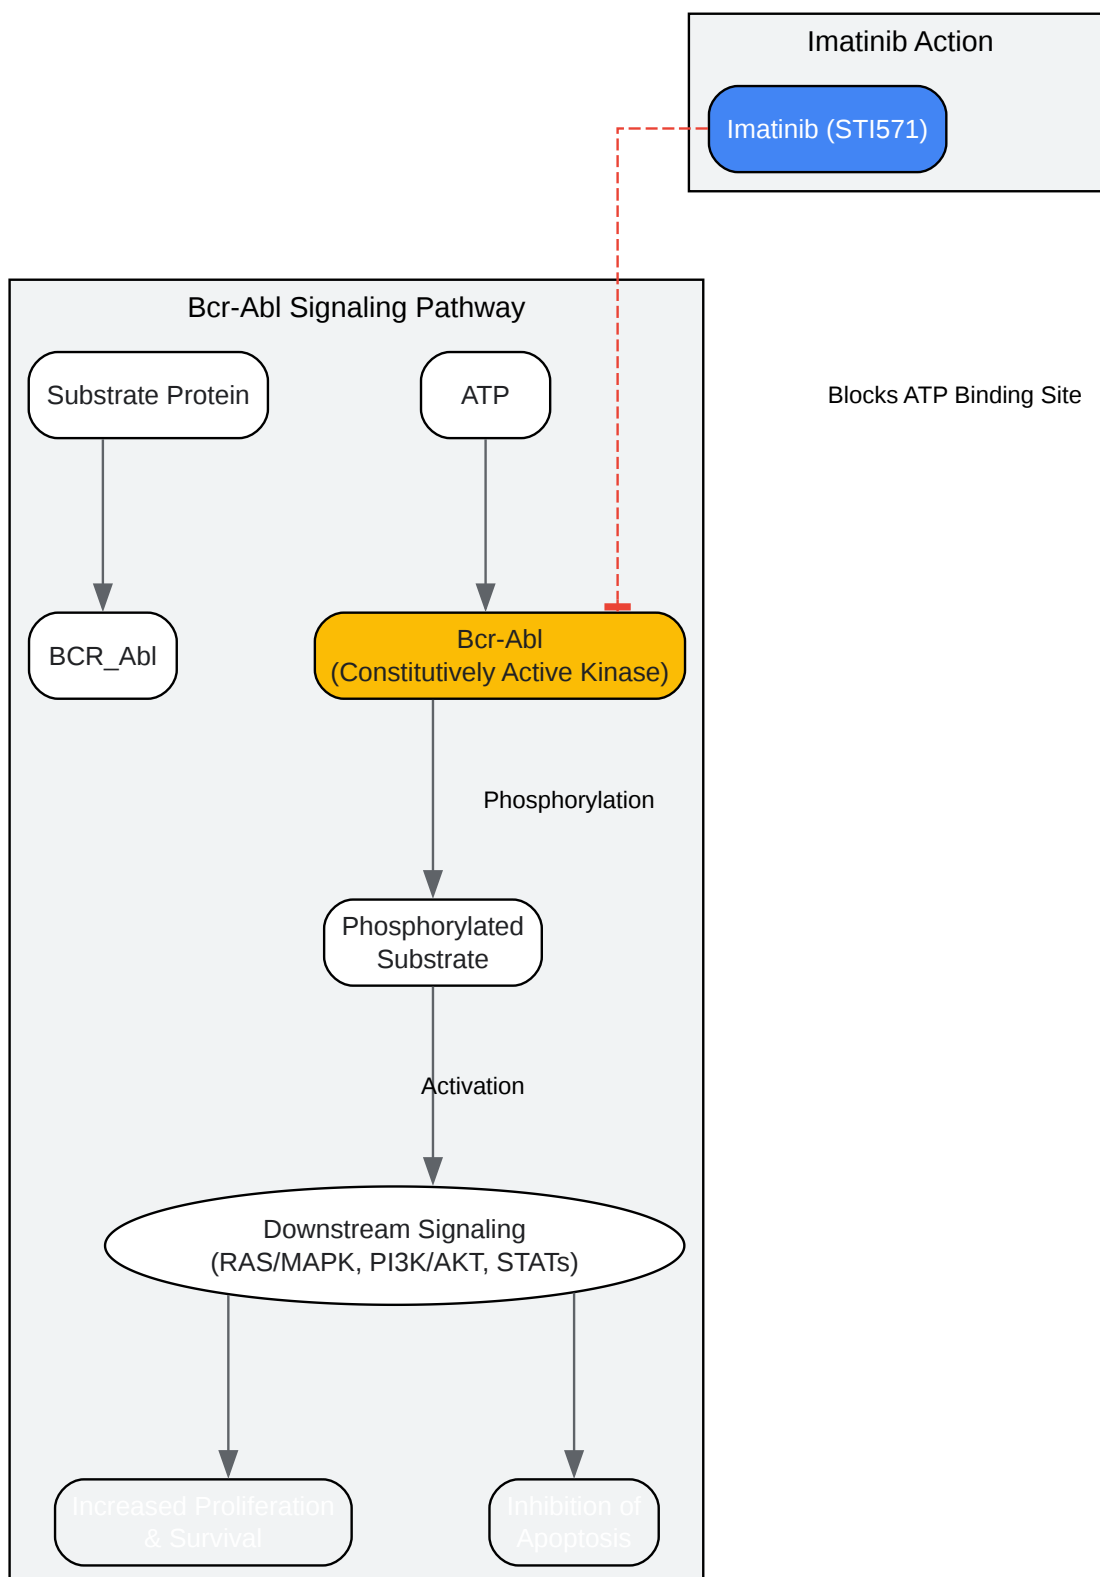 Imatinib Action
Imatinib (STI571)
Bcr-Abl Signaling Pathway
Substrate Protein
ATP
Blocks ATP Binding Site
BCR_Abl
Bcr-Abl
(Constitutively Active Kinase)
Phosphorylation
Phosphorylated
Substrate
Activation
Downstream Signaling
(RAS/MAPK, PI3K/AKT, STATs)
Increased Proliferation
& Survival
Inhibition of
Apoptosis